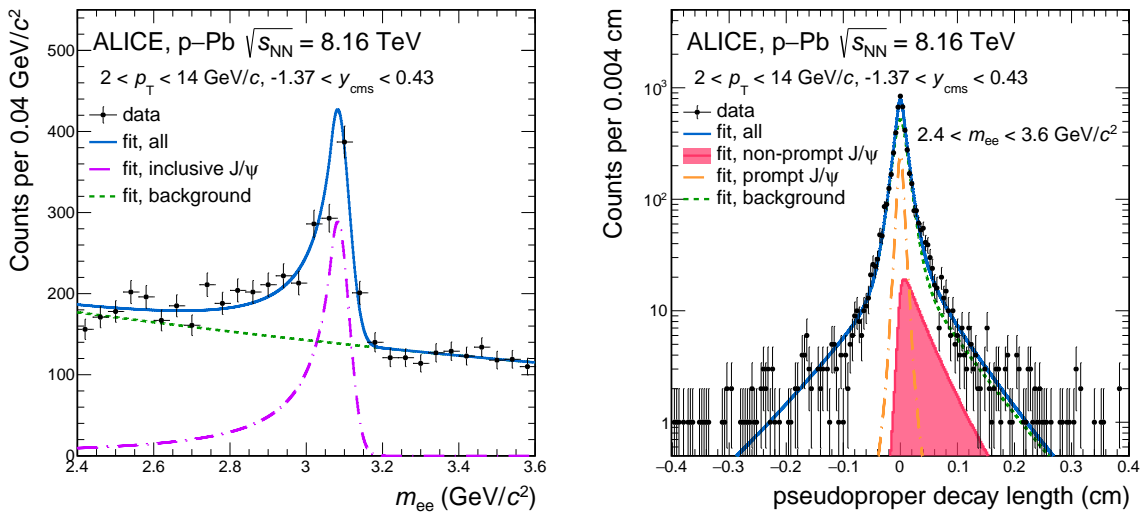 ALICE, p–Pb √sNN = 8.16 TeV
2 < pT < 14 GeV/c, -1.37 < ycms < 0.43
data
fit, all
fit, inclusive J/ψ
fit, background
Counts per 0.04 GeV/c²
0
100
200
300
400
500
2.4
2.6
2.8
3
3.2
3.4
3.6
mee (GeV/c²)
ALICE, p–Pb √sNN = 8.16 TeV
2 < pT < 14 GeV/c, -1.37 < ycms < 0.43
data
fit, all
2.4 < mee < 3.6 GeV/c²
fit, non-prompt J/ψ
fit, prompt J/ψ
fit, background
Counts per 0.004 cm
10³
10²
10
1
−0.4
−0.3
−0.2
−0.1
0
0.1
0.2
0.3
0.4
pseudoproper decay length (cm)